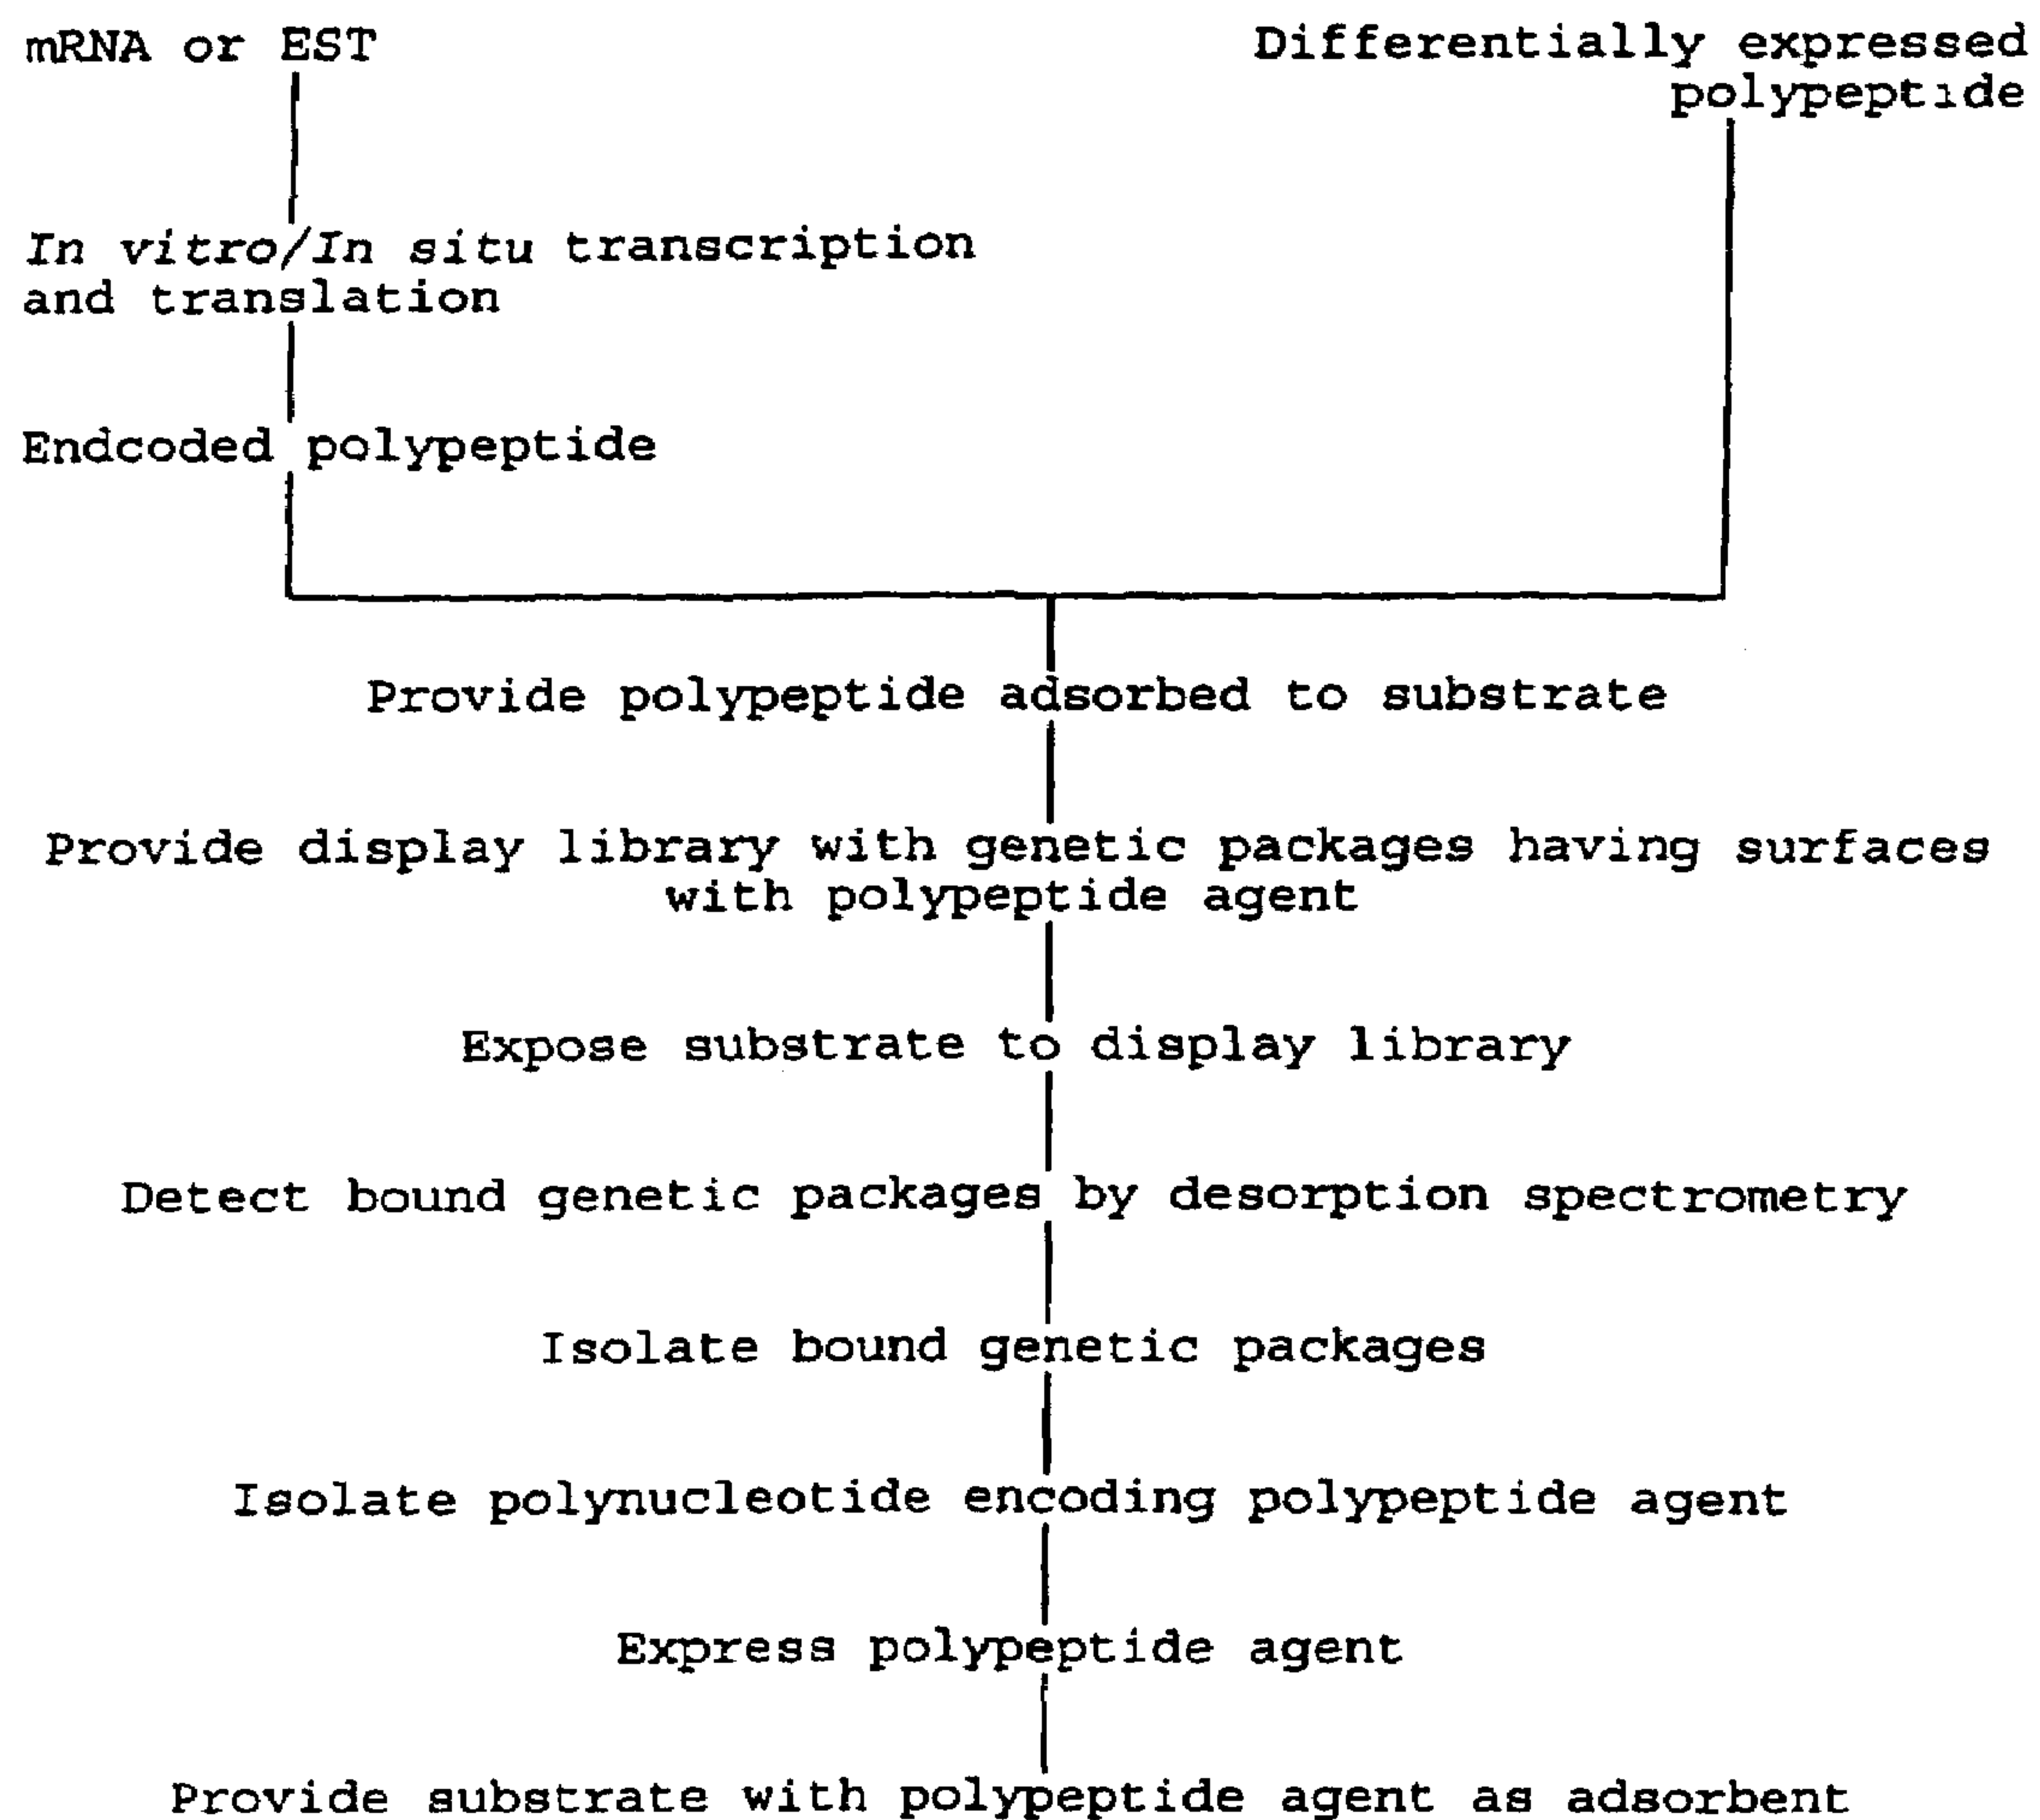 mRNA or EST
Differentially expressed
polypeptide
In vitro/In situ transcription
and translation
Endcoded polypeptide
Provide polypeptide adsorbed to substrate
Provide display library with genetic packages having surfaces
with polypeptide agent
Expose substrate to display library
Detect bound genetic packages by desorption spectrometry
Isolate bound genetic packages
Isolate polynucleotide encoding polypeptide agent
Express polypeptide agent
Provide substrate with polypeptide agent as adsorbent